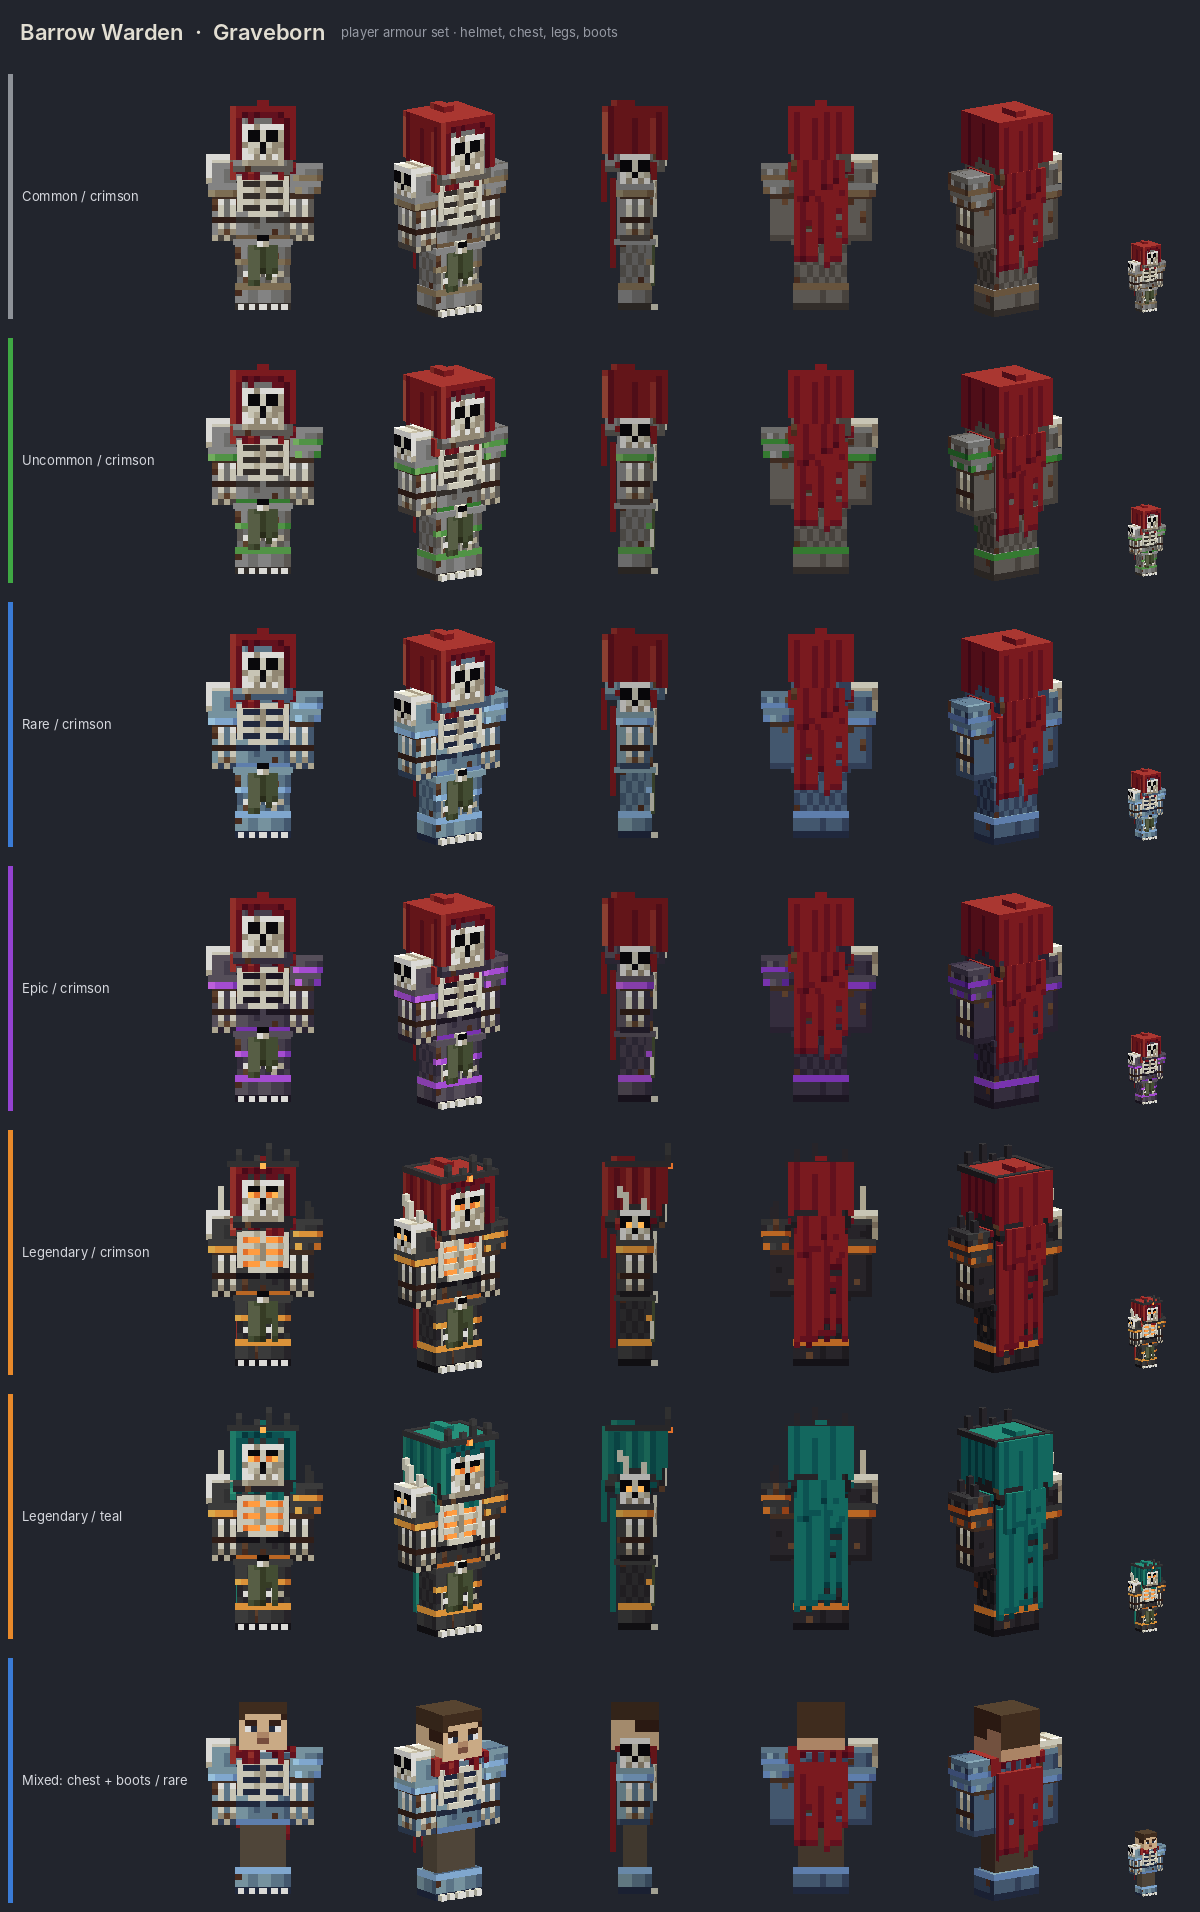 Barrow Warden · Graveborn player armour set · helmet, chest, legs, boots
Common / crimson
Uncommon / crimson
Rare / crimson
Epic / crimson
Legendary / crimson
Legendary / teal
Mixed: chest + boots / rare